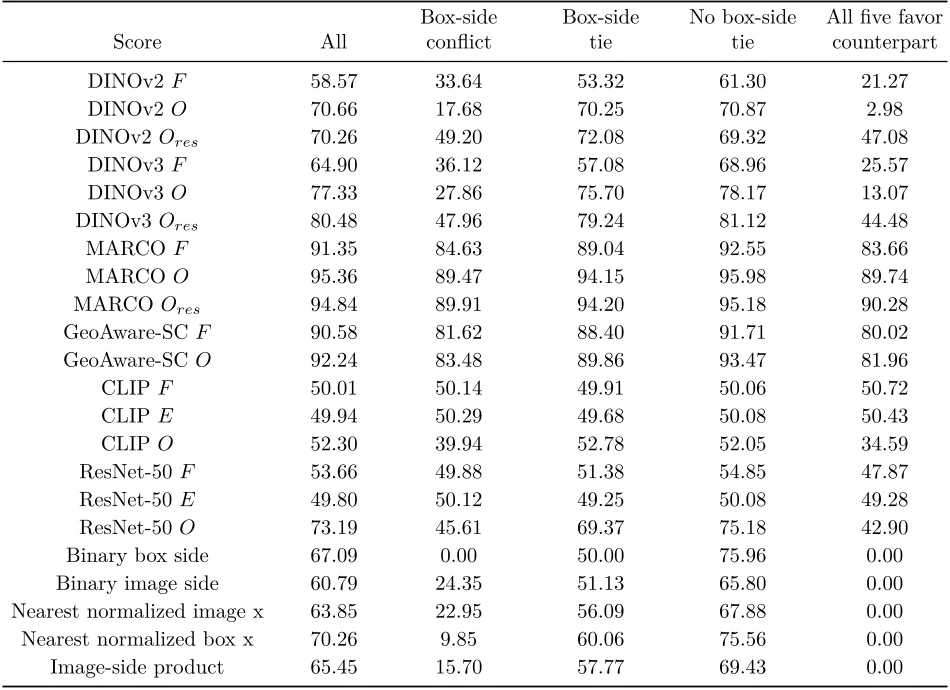 Box-side Box-side No box-side All five favor
Score All conflict tie tie counterpart
DINOv2 F 58.57 33.64 53.32 61.30 21.27
DINOv2 O 70.66 17.68 70.25 70.87 2.98
DINOv2 Ores 70.26 49.20 72.08 69.32 47.08
DINOv3 F 64.90 36.12 57.08 68.96 25.57
DINOv3 O 77.33 27.86 75.70 78.17 13.07
DINOv3 Ores 80.48 47.96 79.24 81.12 44.48
MARCO F 91.35 84.63 89.04 92.55 83.66
MARCO O 95.36 89.47 94.15 95.98 89.74
MARCO Ores 94.84 89.91 94.20 95.18 90.28
GeoAware-SC F 90.58 81.62 88.40 91.71 80.02
GeoAware-SC O 92.24 83.48 89.86 93.47 81.96
CLIP F 50.01 50.14 49.91 50.06 50.72
CLIP E 49.94 50.29 49.68 50.08 50.43
CLIP O 52.30 39.94 52.78 52.05 34.59
ResNet-50 F 53.66 49.88 51.38 54.85 47.87
ResNet-50 E 49.80 50.12 49.25 50.08 49.28
ResNet-50 O 73.19 45.61 69.37 75.18 42.90
Binary box side 67.09 0.00 50.00 75.96 0.00
Binary image side 60.79 24.35 51.13 65.80 0.00
Nearest normalized image x 63.85 22.95 56.09 67.88 0.00
Nearest normalized box x 70.26 9.85 60.06 75.56 0.00
Image-side product 65.45 15.70 57.77 69.43 0.00